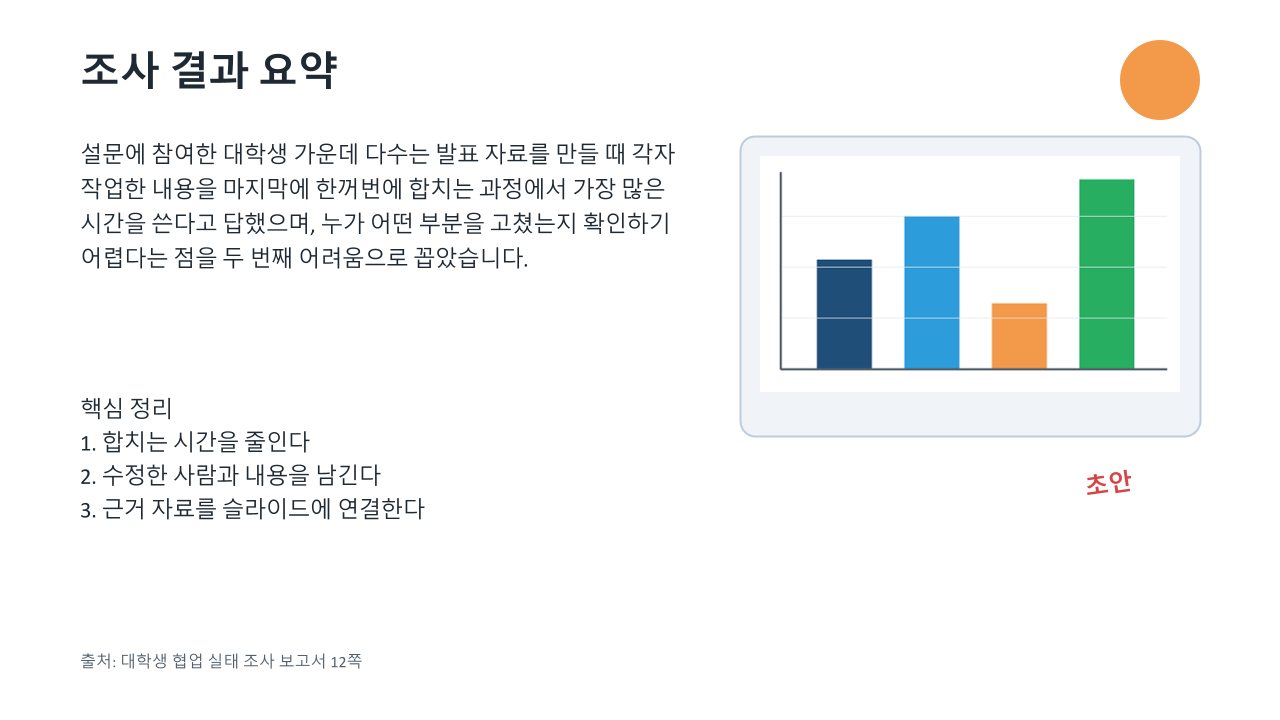 조사 결과 요약
설문에 참여한 대학생 가운데 다수는 발표 자료를 만들 때 각자
작업한 내용을 마지막에 한꺼번에 합치는 과정에서 가장 많은
시간을 쓴다고 답했으며, 누가 어떤 부분을 고쳤는지 확인하기
어렵다는 점을 두 번째 어려움으로 꼽았습니다.
핵심 정리
1. 합치는 시간을 줄인다
2. 수정한 사람과 내용을 남긴다
3. 근거 자료를 슬라이드에 연결한다
초안
출처: 대학생 협업 실태 조사 보고서 12쪽